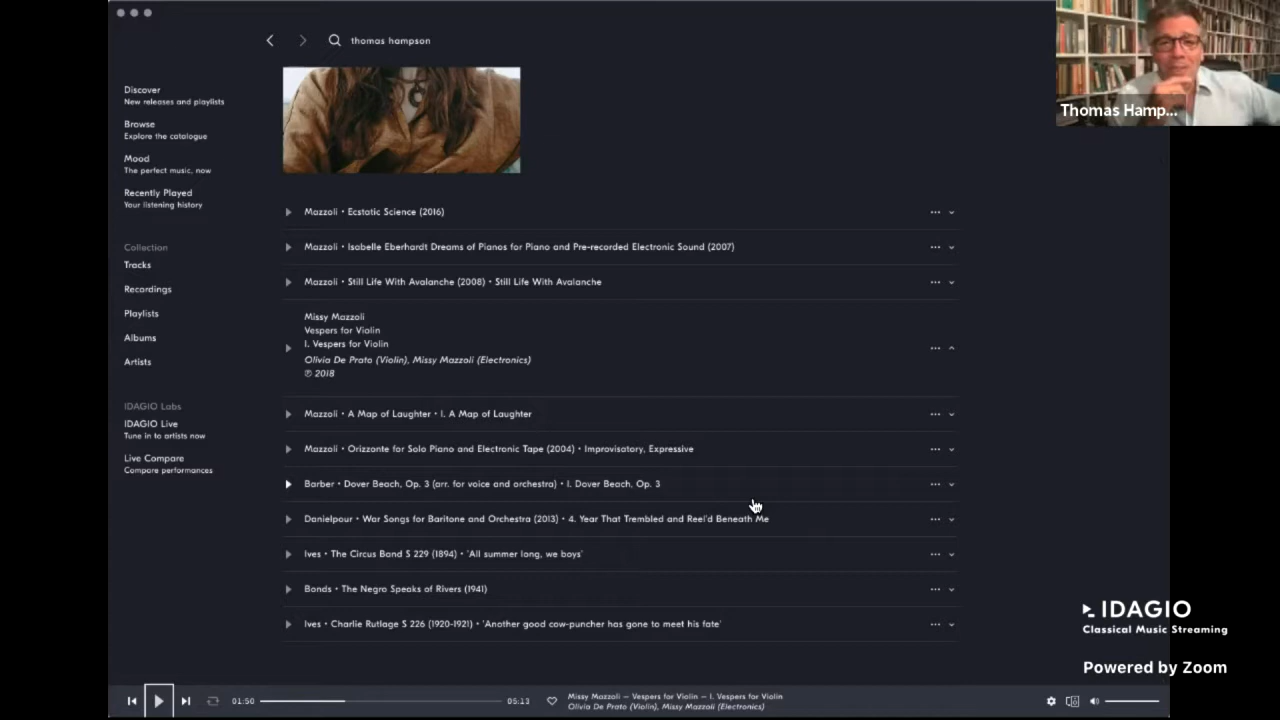 thomas hampson
Thomas Hamp...
Discover
New releases and playlists
Browse
Explore the catalogue
Mood
The perfect music, now
Recently Played
Your listening history
Collection
Tracks
Recordings
Playlists
Albums
Artists
IDAGIO Labs
IDAGIO Live
Tune in to artists now
Live Compare
Compare performances
Mazzoli • Ecstatic Science (2016)
Mazzoli • Isabelle Eberhardt Dreams of Pianos for Piano and Pre-recorded Electronic Sound (2007)
Mazzoli • Still Life With Avalanche (2008) • Still Life With Avalanche
Missy Mazzoli
Vespers for Violin
I. Vespers for Violin
Olivia De Prato (Violin), Missy Mazzoli (Electronics)
℗ 2018
Mazzoli • A Map of Laughter • I. A Map of Laughter
Mazzoli • Orizzonte for Solo Piano and Electronic Tape (2004) • Improvisatory, Expressive
Barber • Dover Beach, Op. 3 (arr. for voice and orchestra) • I. Dover Beach, Op. 3
Danielpour • War Songs for Baritone and Orchestra (2013) • 4. Year That Trembled and Reel'd Beneath Me
Ives • The Circus Band S 229 (1894) • 'All summer long, we boys'
Bonds • The Negro Speaks of Rivers (1941)
Ives • Charlie Rutlage S 226 (1920-1921) • 'Another good cow-puncher has gone to meet his fate'
IDAGIO
Classical Music Streaming
Powered by Zoom
01:50
05:13
Missy Mazzoli – Vespers for Violin – I. Vespers for Violin
Olivia De Prato (Violin), Missy Mazzoli (Electronics)